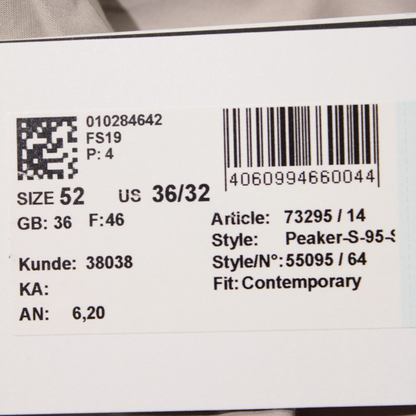 010284642
FS19
P: 4
4060994660044
SIZE 52 US 36/32
GB: 36 F:46
Article: 73295 / 14
Style: Peaker-S-95-
Kunde: 38038
Style/N°: 55095 / 64
KA:
Fit: Contemporary
AN: 6,20